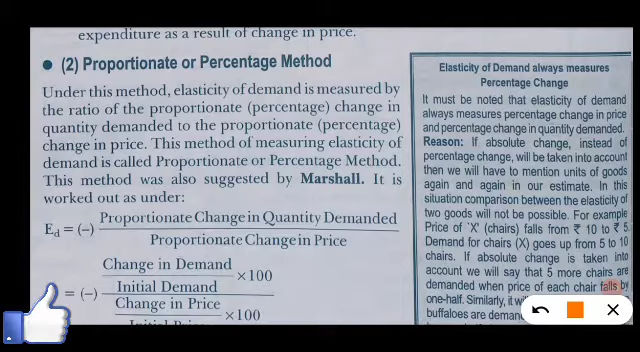 expenditure as a result of change in price.
(2) Proportionate or Percentage Method
Under this method, elasticity of demand is measured by
the ratio of the proportionate (percentage) change in
quantity demanded to the proportionate (percentage)
change in price. This method of measuring elasticity of
demand is called Proportionate or Percentage Method.
This method was also suggested by Marshall. It is
worked out as under:
Ed = (-) Proportionate Change in Quantity Demanded
Proportionate Change in Price
Change in Demand
×100
Initial Demand
= (-)
Change in Price
×100
Elasticity of Demand always measures
Percentage Change
It must be noted that elasticity of demand
always measures percentage change in price
and percentage change in quantity demanded.
Reason: If absolute change, instead of
percentage change, will be taken into account
then we will have to mention units of goods
again and again in our estimate. In this
situation comparison between the elasticity of
two goods will not be possible. For example
Price of 'X' (chairs) falls from ₹ 10 to ₹ 5.
Demand for chairs (X) goes up from 5 to 10
chairs. If absolute change is taken into
account we will say that 5 more chairs are
demanded when price of each chair falls by
one-half. Similarly, it
buffaloes are